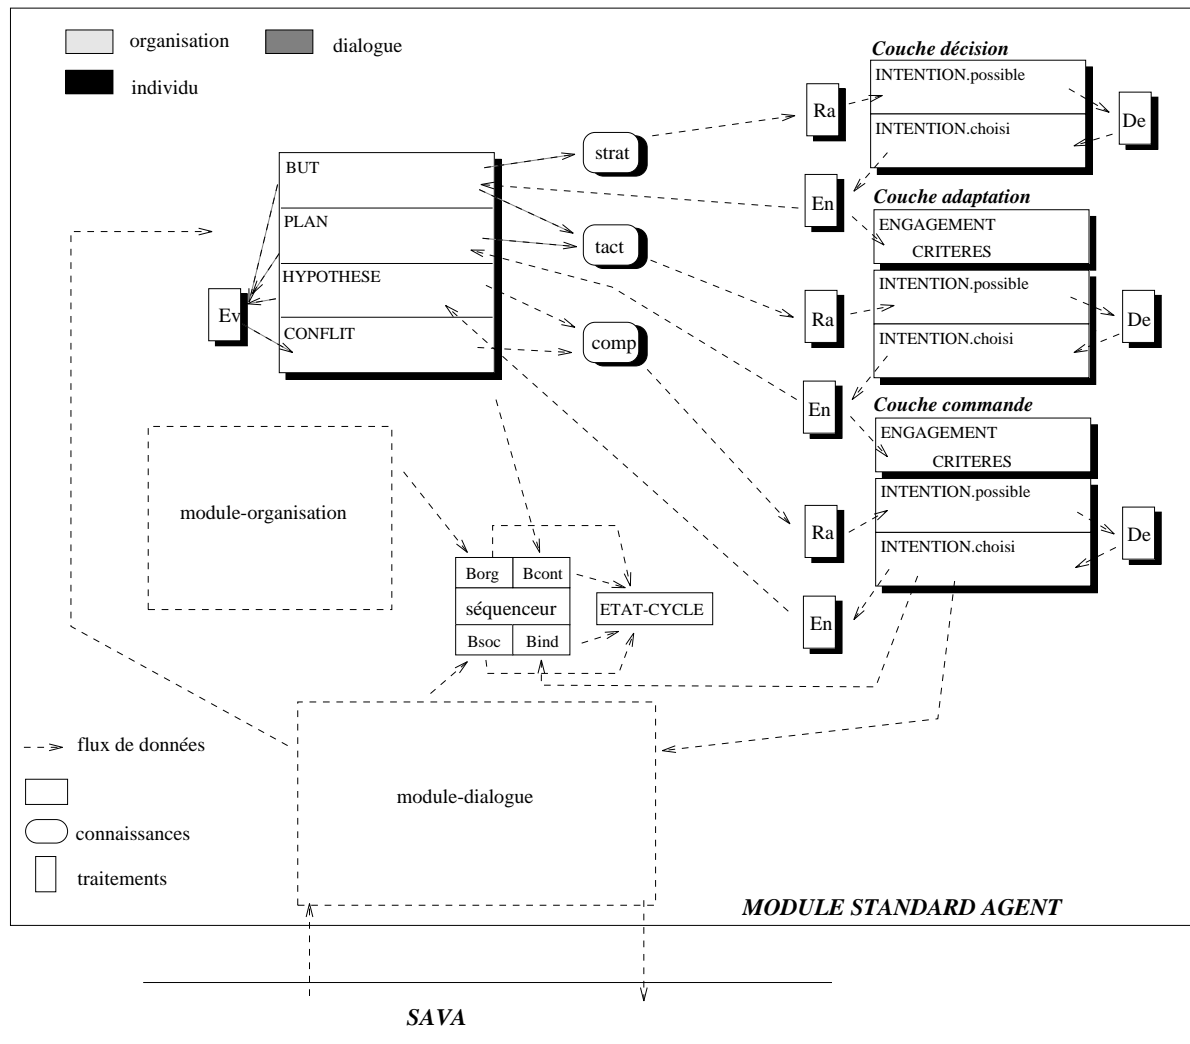 organisation
dialogue
individu
Couche décision
INTENTION.possible
INTENTION.choisi
Ra
De
En
strat
BUT
PLAN
HYPOTHESE
CONFLIT
Ev
tact
comp
Couche adaptation
ENGAGEMENT
CRITERES
INTENTION.possible
INTENTION.choisi
Ra
De
En
Couche commande
ENGAGEMENT
CRITERES
INTENTION.possible
INTENTION.choisi
Ra
De
En
module-organisation
Borg
Bcont
séquenceur
Bsoc
Bind
ETAT-CYCLE
flux de données
module-dialogue
connaissances
traitements
MODULE STANDARD AGENT
SAVA